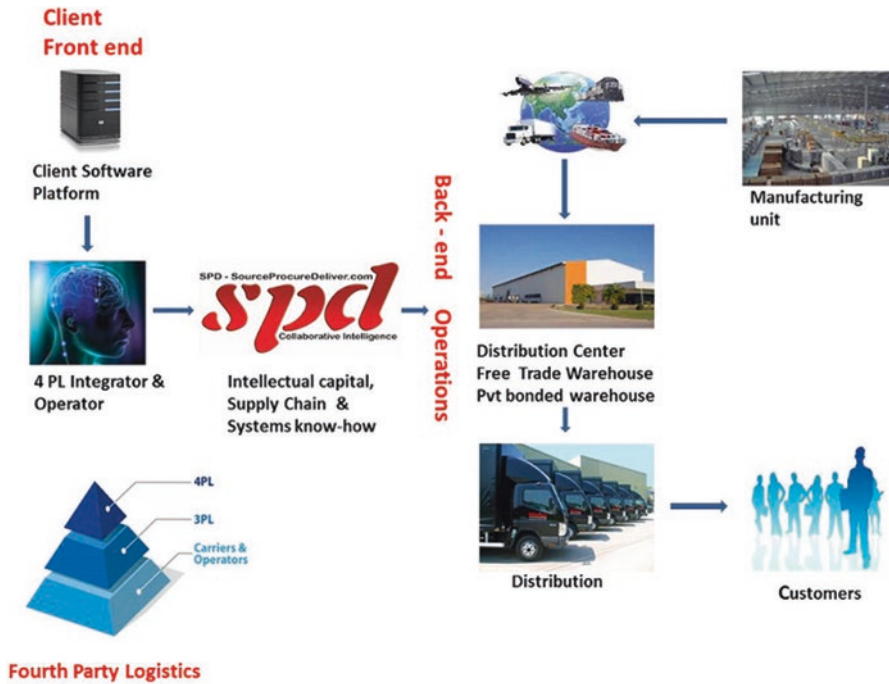 Client
Front end
Client Software
Platform
4 PL Integrator &
Operator
SPD - SourceProcureDeliver.com
spd
Collaborative Intelligence
Intellectual capital,
Supply Chain &
Systems know-how
Back - end Operations
Manufacturing
unit
Distribution Center
Free Trade Warehouse
Pvt bonded warehouse
Distribution
Customers
4PL
3PL
Carriers &
Operators
Fourth Party Logistics